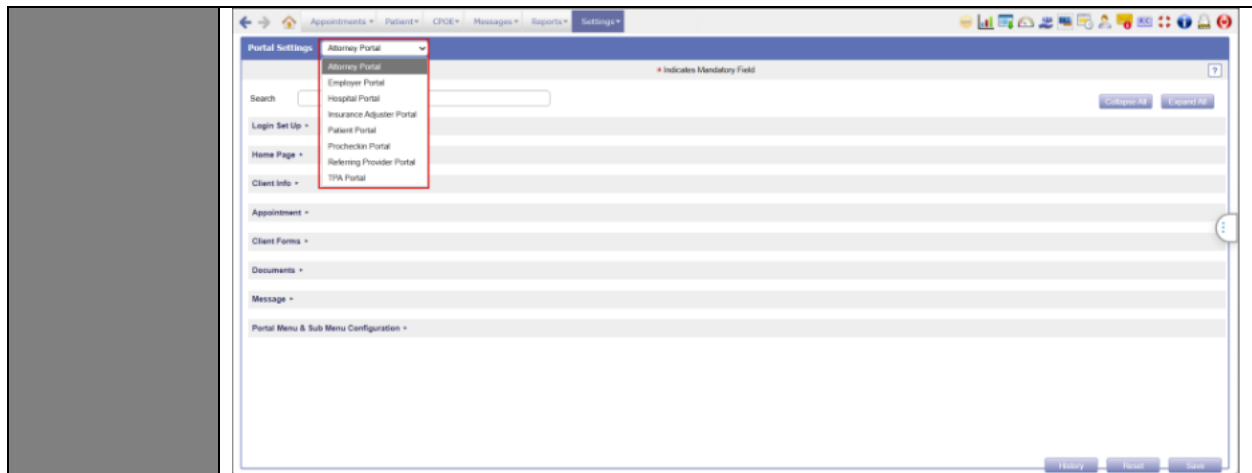 Appointments Patient CPOE Messages Reports Settings
Portal Settings Attorney Portal
Attorney Portal
* Indicates Mandatory Field ?
Employer Portal
Search Hospital Portal
Collapse All Expand All
Insurance Adjuster Portal
Login Set Up
Patient Portal
Procheckin Portal
Home Page
Referring Provider Portal
TPA Portal
Client Info
Appointment
Client Forms
Documents
Message
Portal Menu & Sub Menu Configuration
History Reset Save